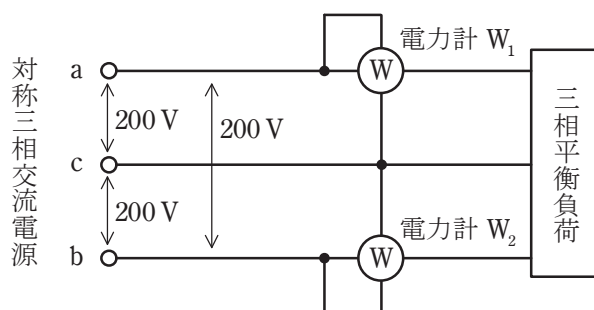 対称三相交流電源
a
c
b
200 V
200 V
200 V
W
電力計 W₁
W
電力計 W₂
三相平衡負荷